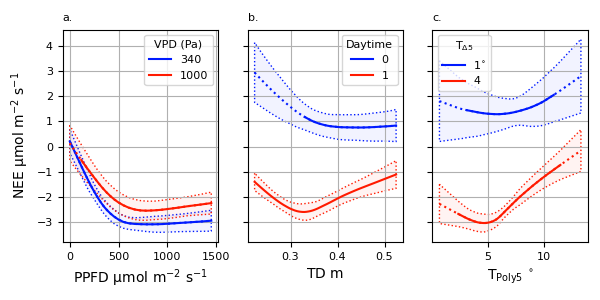 a.
b.
c.
VPD (Pa)
340
1000
Daytime
0
1
T Δ5
1°
4
NEE µmol m⁻² s⁻¹
4
3
2
1
0
−1
−2
−3
0 500 1000 1500
0.3 0.4 0.5
5 10
PPFD µmol m⁻² s⁻¹
TD m
T Poly5 °